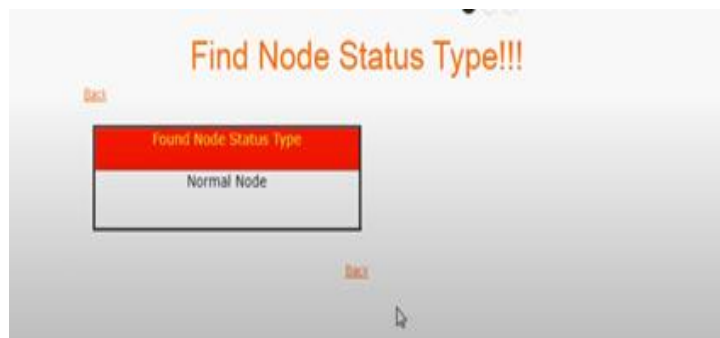 Find Node Status Type!!!
Back
Found Node Status Type
Normal Node
Back